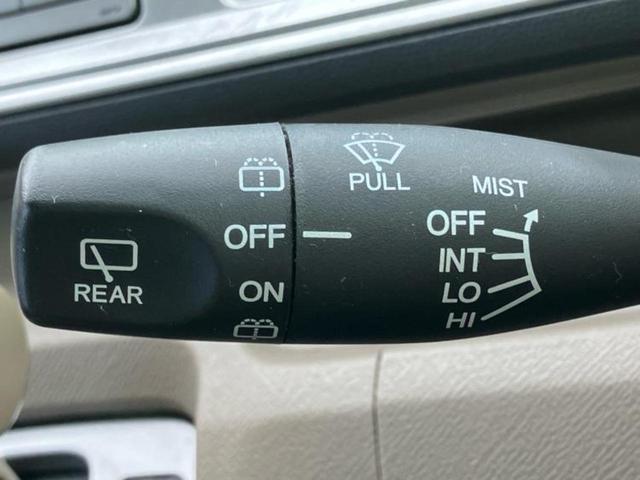 PULL
MIST
OFF
OFF
INT
REAR
ON
LO
HI